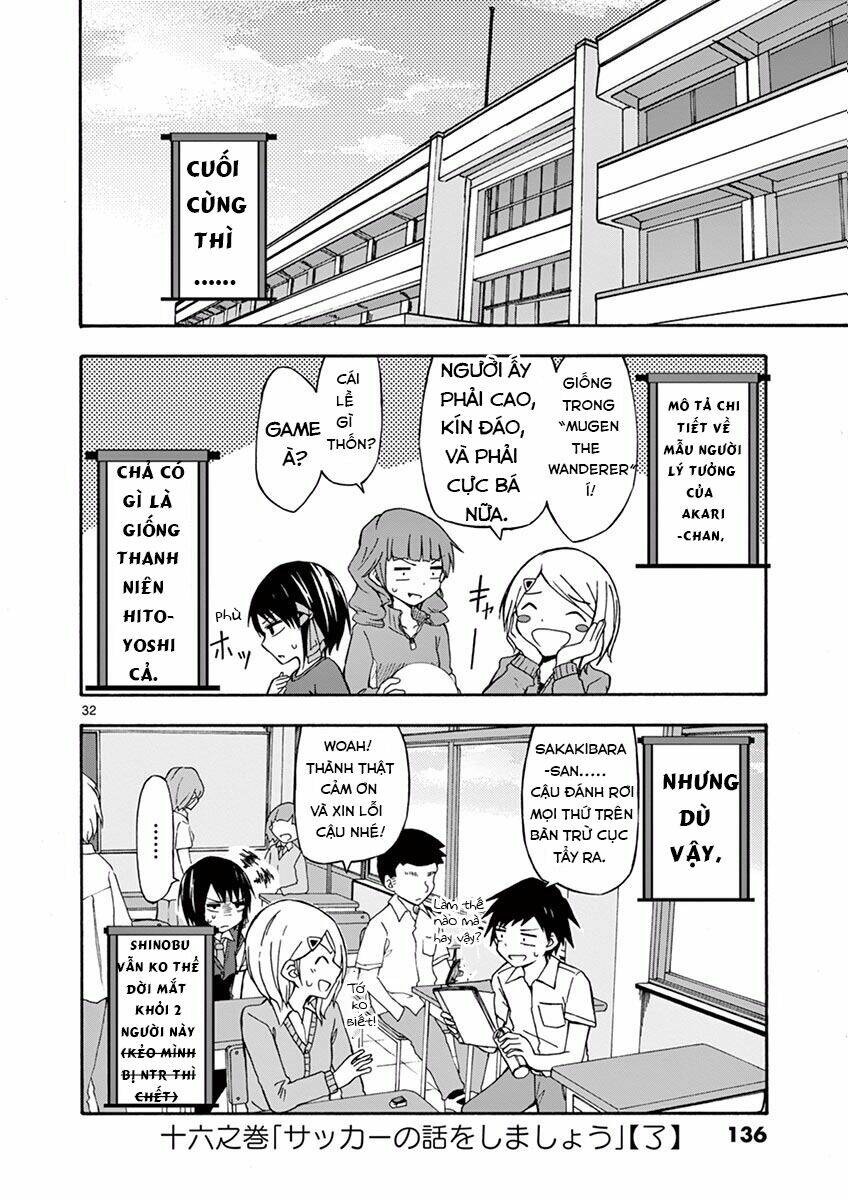 CUỐI
CÙNG
THÌ
......
MÔ TẢ CHI
TIẾT VỀ
MẪU NGƯỜI
LÝ TƯỞNG
CỦA
AKARI
-CHAN,
GIỐNG
TRONG
"MUGEN
THE
WANDERER"
Í!
NGƯỜI ẤY
PHẢI CAO,
KÍN ĐÁO,
VÀ PHẢI
CỰC BÁ
NỮA.
CÁI
LỀ
GÌ
THỐN?
GAME
À?
CHẢ CÓ
GÌ LÀ
GIỐNG
THANH
NIÊN
HITO-
YOSHI
CẢ.
Phù
ホッ
キャ!
32
NHƯNG
DÙ
VẬY,
SAKAKIBARA
-SAN.....
CẬU ĐÁNH RƠI
MỌI THỨ TRÊN
BÀN TRỪ CỤC
TẨY RA.
WOAH!
THÀNH THẬT
CẢM ƠN
VÀ XIN LỖI
CẬU NHÉ!
......
Làm thế
nào mà
hay vậy?
Tớ
ko
biết!
SHINOBU
VẪN KO THỂ
DỜI MẮT
KHỎI 2
NGƯỜI NÀY
(KẺO MÌNH
BỊ NTR THÌ
CHẾT)
十六之巻「サッカーの話をしましょう」【了】
136